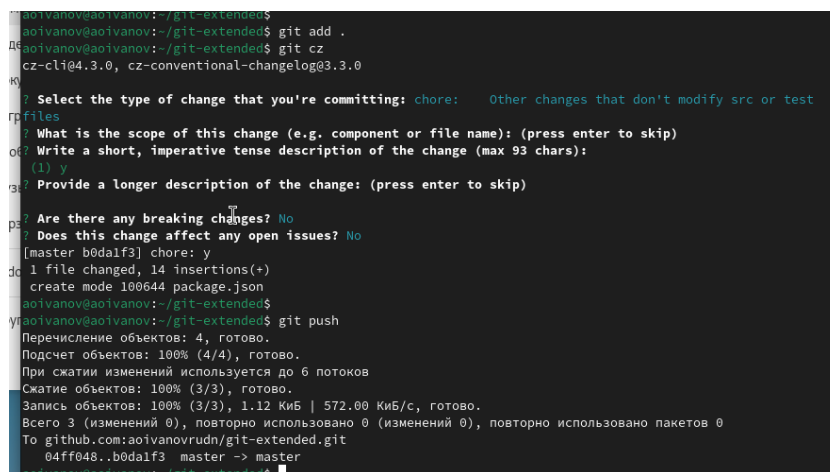 aoivanov@aoivanov:~/git-extended$
aoivanov@aoivanov:~/git-extended$ git add .
aoivanov@aoivanov:~/git-extended$ git cz
cz-cli@4.3.0, cz-conventional-changelog@3.3.0
? Select the type of change that you're committing: chore:    Other changes that don't modify src or test
files
? What is the scope of this change (e.g. component or file name): (press enter to skip)
? Write a short, imperative tense description of the change (max 93 chars):
(1) y
? Provide a longer description of the change: (press enter to skip)
? Are there any breaking changes? No
? Does this change affect any open issues? No
[master b0da1f3] chore: y
1 file changed, 14 insertions(+)
create mode 100644 package.json
aoivanov@aoivanov:~/git-extended$
aoivanov@aoivanov:~/git-extended$ git push
Перечисление объектов: 4, готово.
Подсчет объектов: 100% (4/4), готово.
При сжатии изменений используется до 6 потоков
Сжатие объектов: 100% (3/3), готово.
Запись объектов: 100% (3/3), 1.12 КиБ | 572.00 КиБ/с, готово.
Всего 3 (изменений 0), повторно использовано 0 (изменений 0), повторно использовано пакетов 0
To github.com:aoivanovrudn/git-extended.git
04ff048..b0da1f3  master -> master